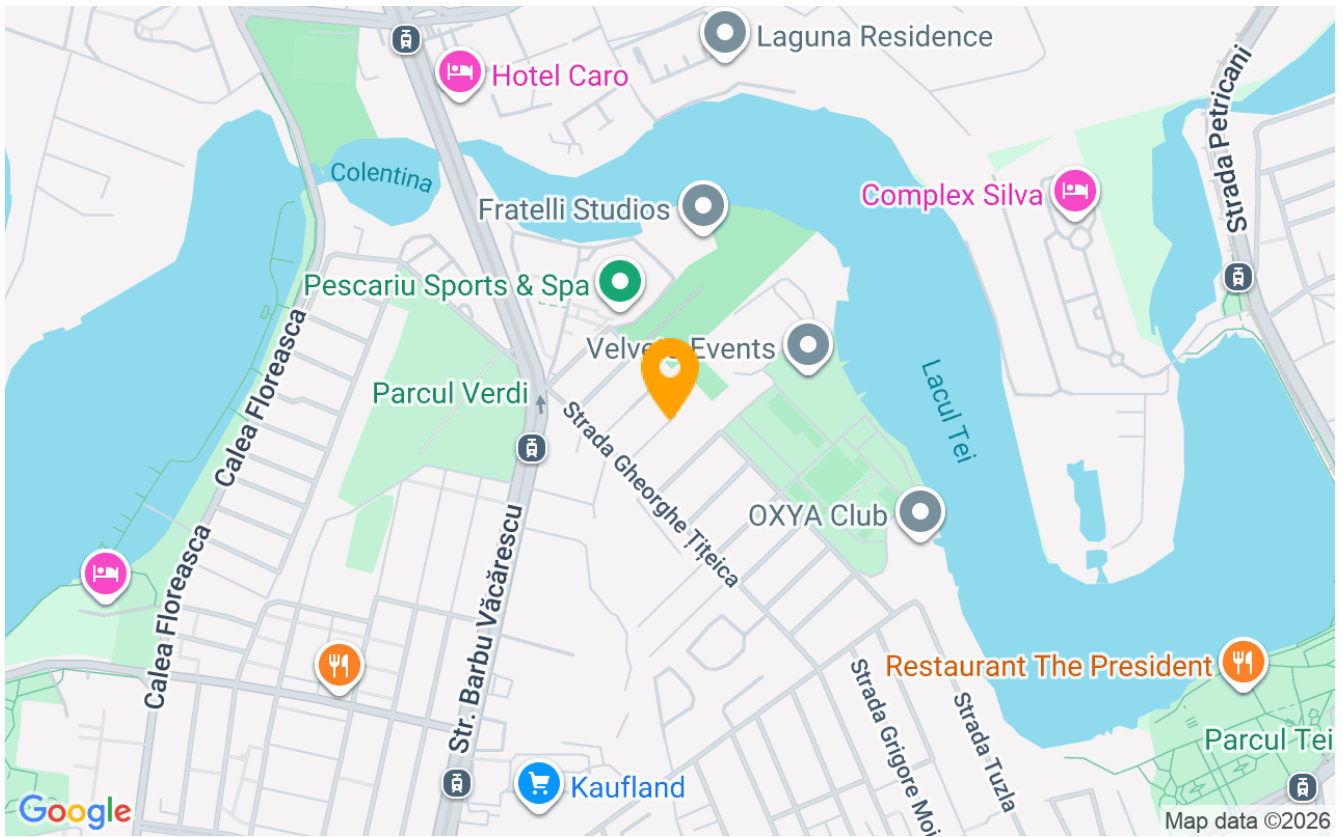 Laguna Residence
Hotel Caro
Strada Petricani
Colentina
Complex Silva
Fratelli Studios
Pescariu Sports & Spa
Calea Floreasca
Events
Parcul Verdi
Lacul Tei
Strada Gheorghe Țițeica
OXYA Club
Calea Floreasca
Str. Barbu Văcărescu
Restaurant The President
Strada Grigore Moi
Strada Tuzla
Parcul Tei
Kaufland
Google
Map data ©2026